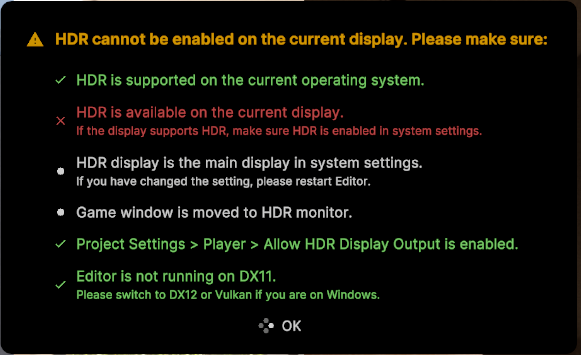 HDR cannot be enabled on the current display. Please make sure:
HDR is supported on the current operating system.
HDR is available on the current display.
If the display supports HDR, make sure HDR is enabled in system settings.
HDR display is the main display in system settings.
If you have changed the setting, please restart Editor.
Game window is moved to HDR monitor.
Project Settings > Player > Allow HDR Display Output is enabled.
Editor is not running on DX11.
Please switch to DX12 or Vulkan if you are on Windows.
OK